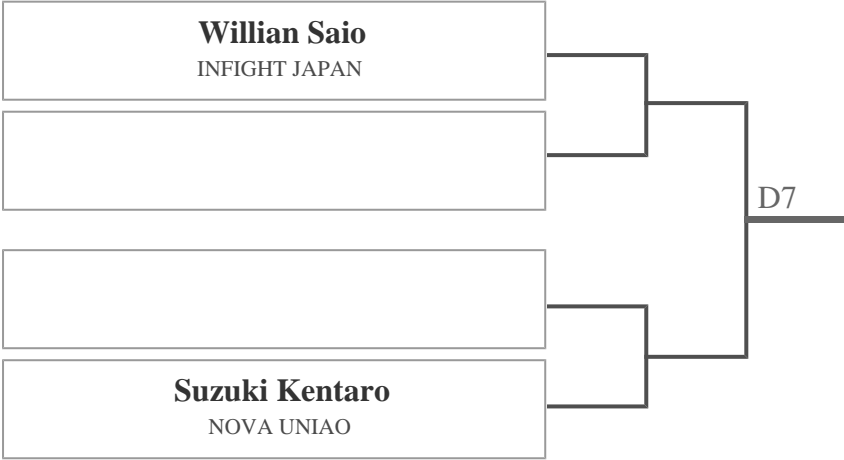 Willian Saio
INFIGHT JAPAN
D7
Suzuki Kentaro
NOVA UNIAO